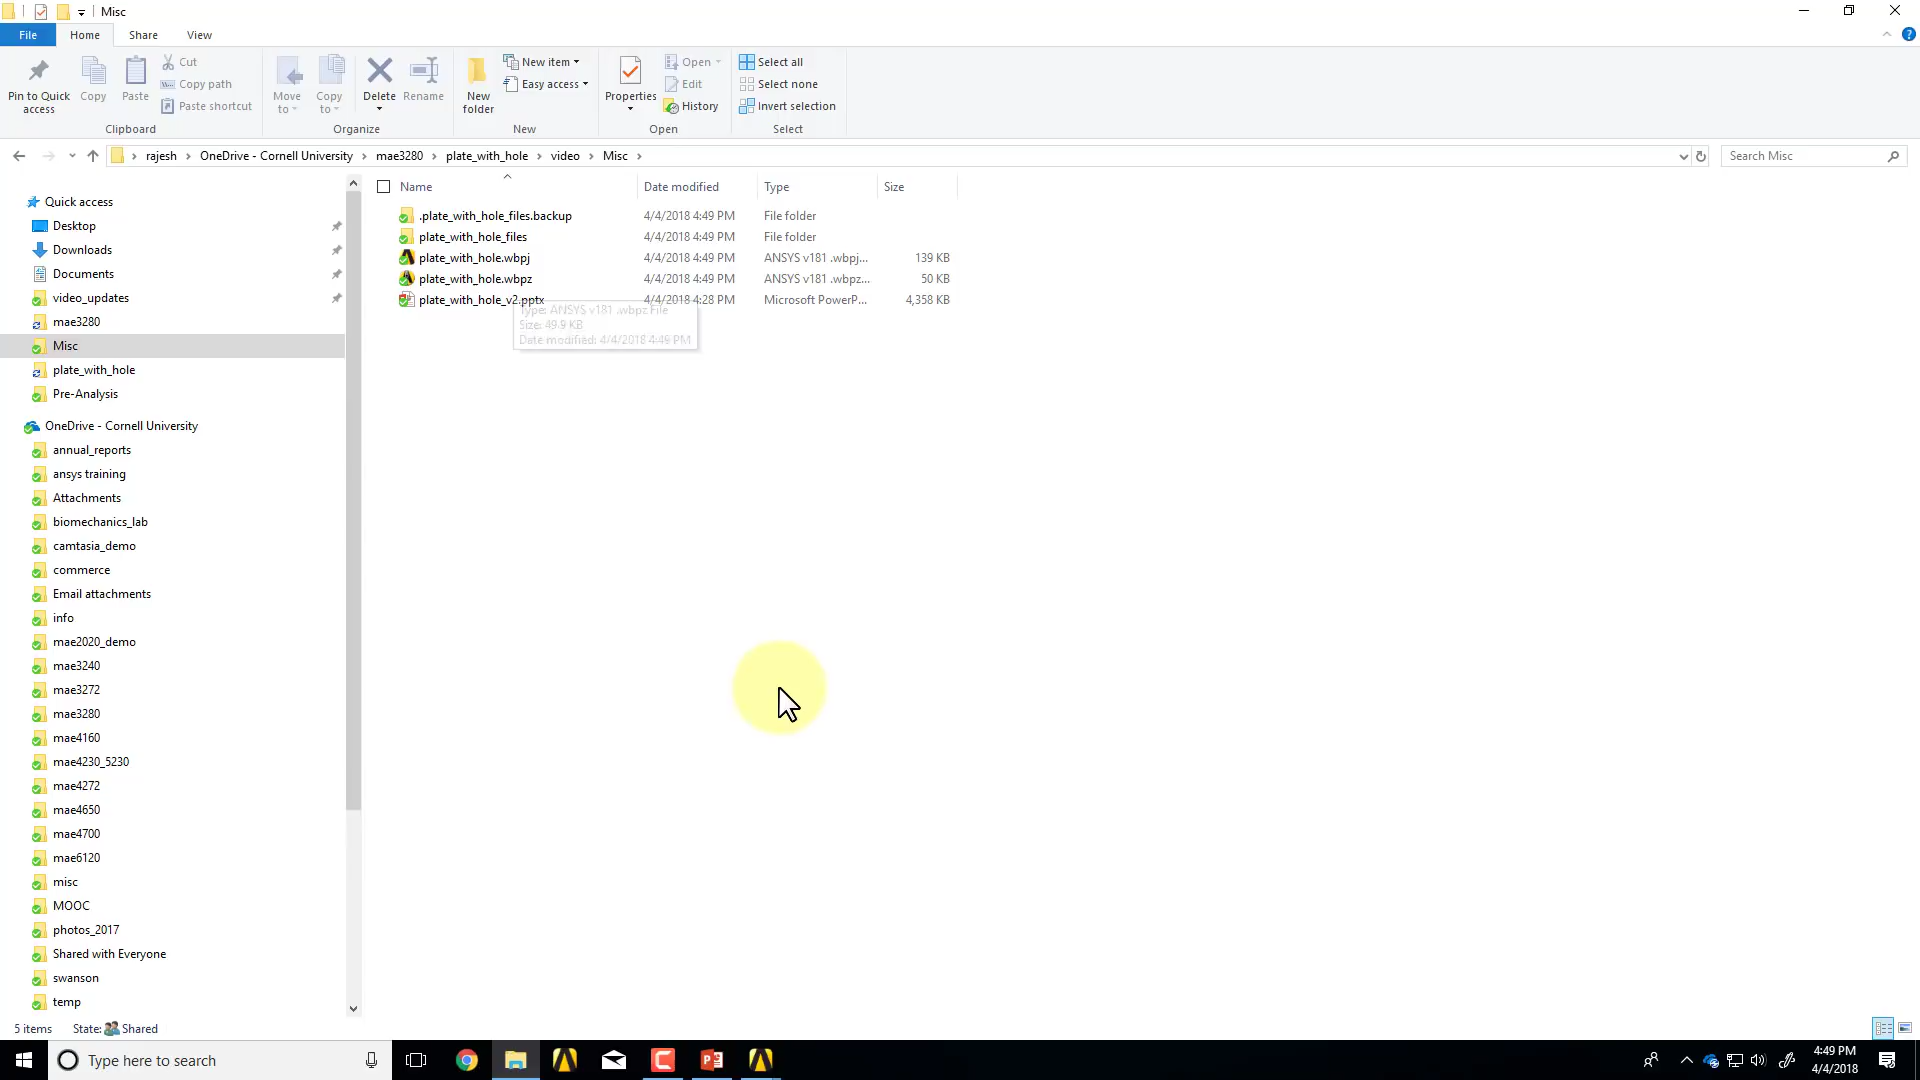 Misc
File Home Share View
Pin to Quick access
Copy
Paste
Cut
Copy path
Paste shortcut
Clipboard
Move to
Copy to
Delete
Rename
Organize
New folder
New item
Easy access
New
Properties
Open
Edit
History
Open
Select all
Select none
Invert selection
Select
rajesh › OneDrive - Cornell University › mae3280 › plate_with_hole › video › Misc ›
Search Misc
Quick access
Desktop
Downloads
Documents
video_updates
mae3280
Misc
plate_with_hole
Pre-Analysis
OneDrive - Cornell University
annual_reports
ansys training
Attachments
biomechanics_lab
camtasia_demo
commerce
Email attachments
info
mae2020_demo
mae3240
mae3272
mae3280
mae4160
mae4230_5230
mae4272
mae4650
mae4700
mae6120
misc
MOOC
photos_2017
Shared with Everyone
swanson
temp
Name Date modified Type Size
.plate_with_hole_files.backup 4/4/2018 4:49 PM File folder
plate_with_hole_files 4/4/2018 4:49 PM File folder
plate_with_hole.wbpj 4/4/2018 4:49 PM ANSYS v181 .wbpj... 139 KB
plate_with_hole.wbpz 4/4/2018 4:49 PM ANSYS v181 .wbpz... 50 KB
plate_with_hole_v2.pptx 4/4/2018 4:28 PM Microsoft PowerP... 4,358 KB
Type: ANSYS v181 .wbpz File
Size: 49.9 KB
Date modified: 4/4/2018 4:49 PM
5 items State: Shared
Type here to search
4:49 PM
4/4/2018